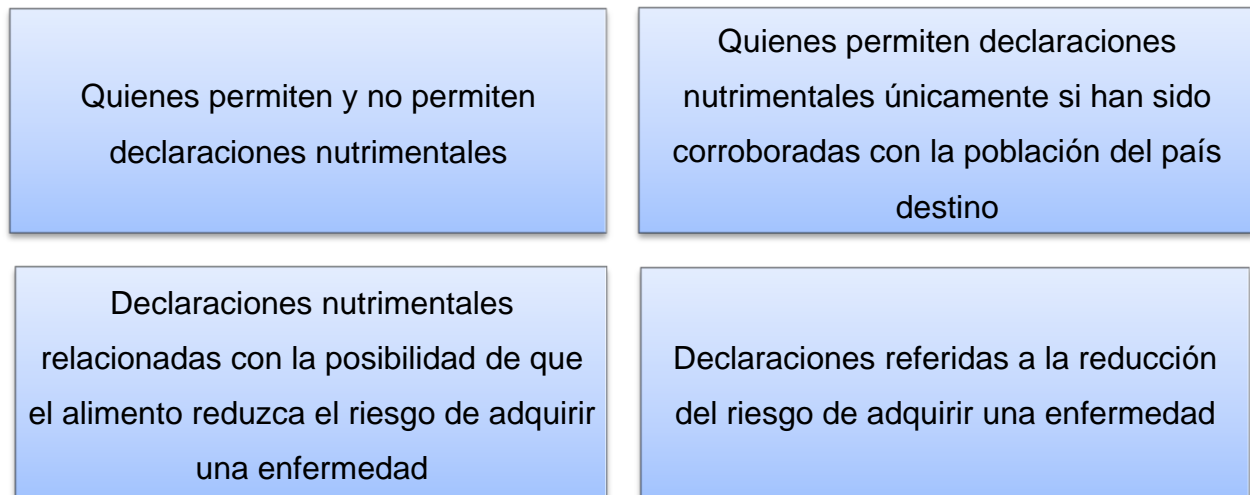 Quienes permiten y no permiten
declaraciones nutrimentales
Quienes permiten declaraciones
nutrimentales únicamente si han sido
corroboradas con la población del país
destino
Declaraciones nutrimentales
relacionadas con la posibilidad de que
el alimento reduzca el riesgo de adquirir
una enfermedad
Declaraciones referidas a la reducción
del riesgo de adquirir una enfermedad